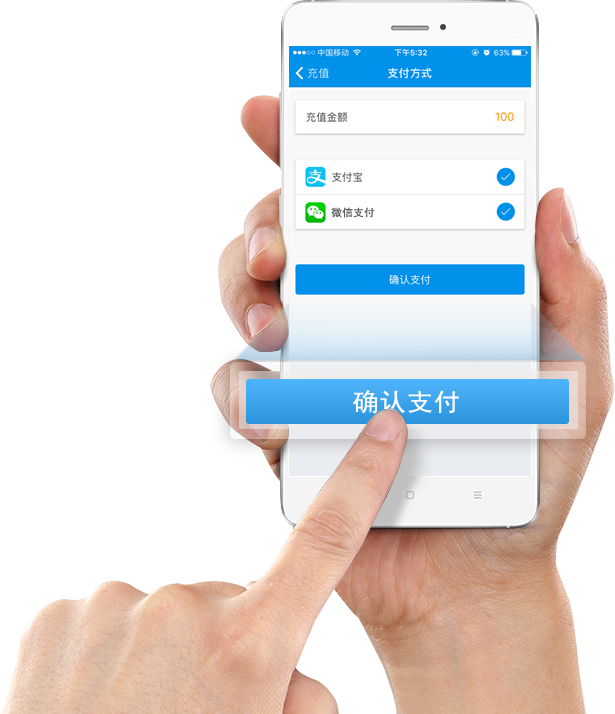 中国移动 下午5:32 63%
充值 支付方式
充值金额 100
支付宝
微信支付
确认支付
确认支付